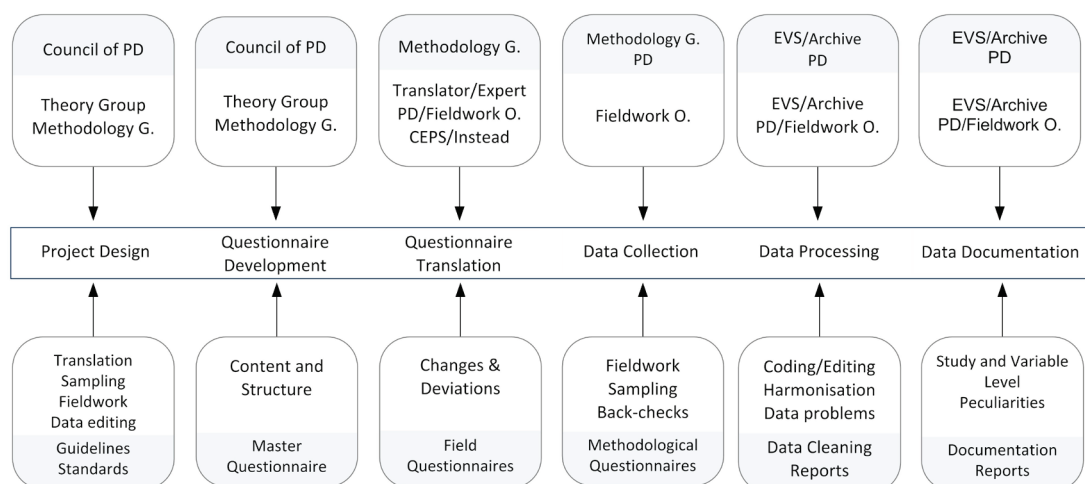 Council of PD
Theory Group
Methodology G.
Council of PD
Theory Group
Methodology G.
Methodology G.
Translator/Expert
PD/Fieldwork O.
CEPS/Instead
Methodology G.
PD
Fieldwork O.
EVS/Archive
PD
EVS/Archive
PD/Fieldwork O.
EVS/Archive
PD
EVS/Archive
PD/Fieldwork O.
Project Design
Questionnaire
Development
Questionnaire
Translation
Data Collection
Data Processing
Data Documentation
Translation
Sampling
Fieldwork
Data editing
Guidelines
Standards
Content and
Structure
Master
Questionnaire
Changes &
Deviations
Field
Questionnaires
Fieldwork
Sampling
Back-checks
Methodological
Questionnaires
Coding/Editing
Harmonisation
Data problems
Data Cleaning
Reports
Study and Variable
Level
Peculiarities
Documentation
Reports